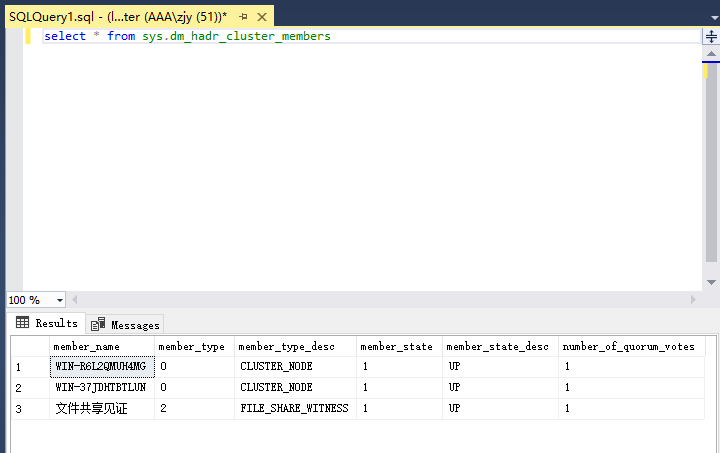 SQLQuery1.sql - (l...ter (AAA\zjy (51))*
select * from sys.dm_hadr_cluster_members
100 %
Results Messages
member_name member_type member_type_desc member_state member_state_desc number_of_quorum_votes
1 WIN-R6L2QMUH4MG 0 CLUSTER_NODE 1 UP 1
2 WIN-37JDHTBTLUN 0 CLUSTER_NODE 1 UP 1
3 文件共享见证 2 FILE_SHARE_WITNESS 1 UP 1